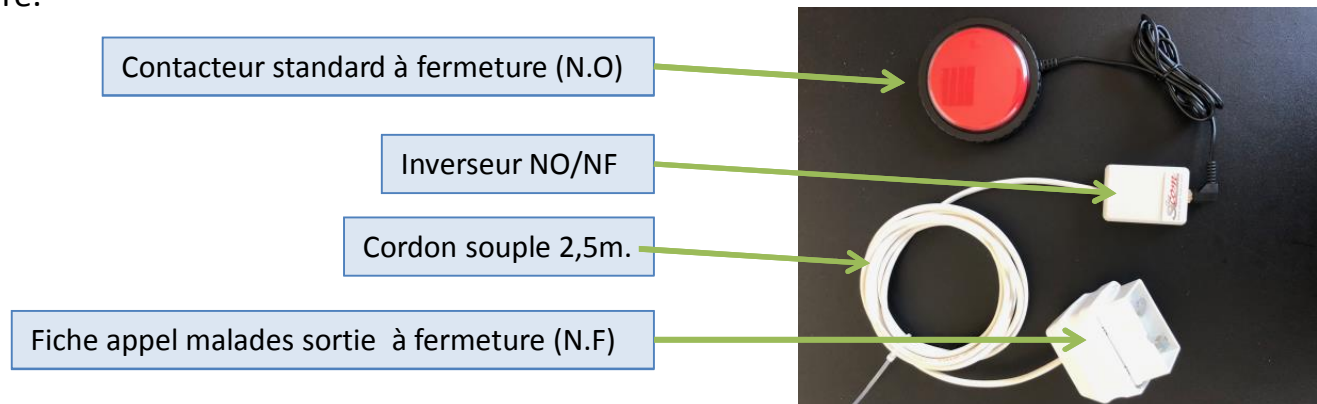 Contacteur standard à fermeture (N.O)
Inverseur NO/NF
Cordon souple 2,5m.
Fiche appel malades sortie à fermeture (N.F)